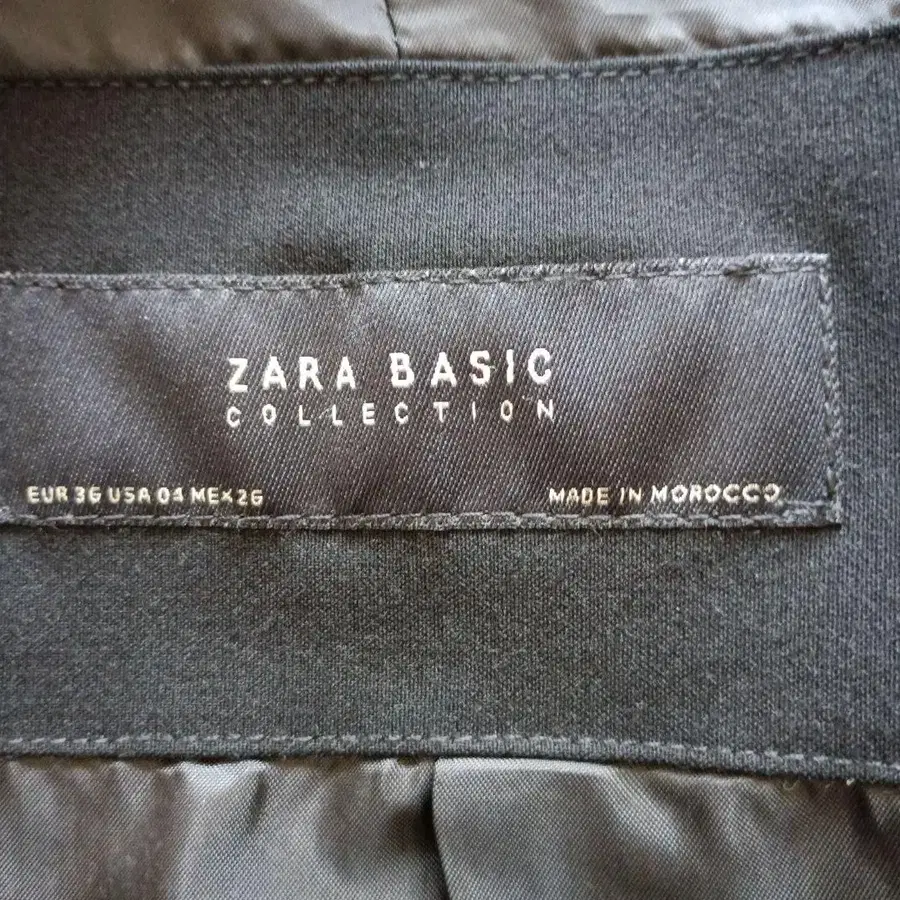 ZARA BASIC
COLLECTION
EUR 36 USA 04 MEX 26 MADE IN MOROCCO